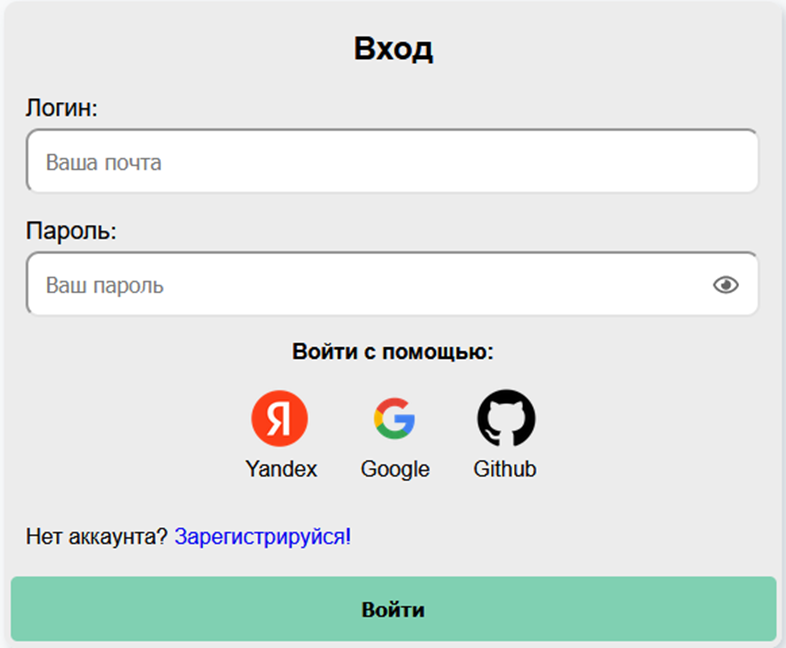 Вход
Логин:
Ваша почта
Пароль:
Ваш пароль
Войти с помощью:
Я
G
Yandex Google Github
Нет аккаунта? Зарегистрируйся!
Войти